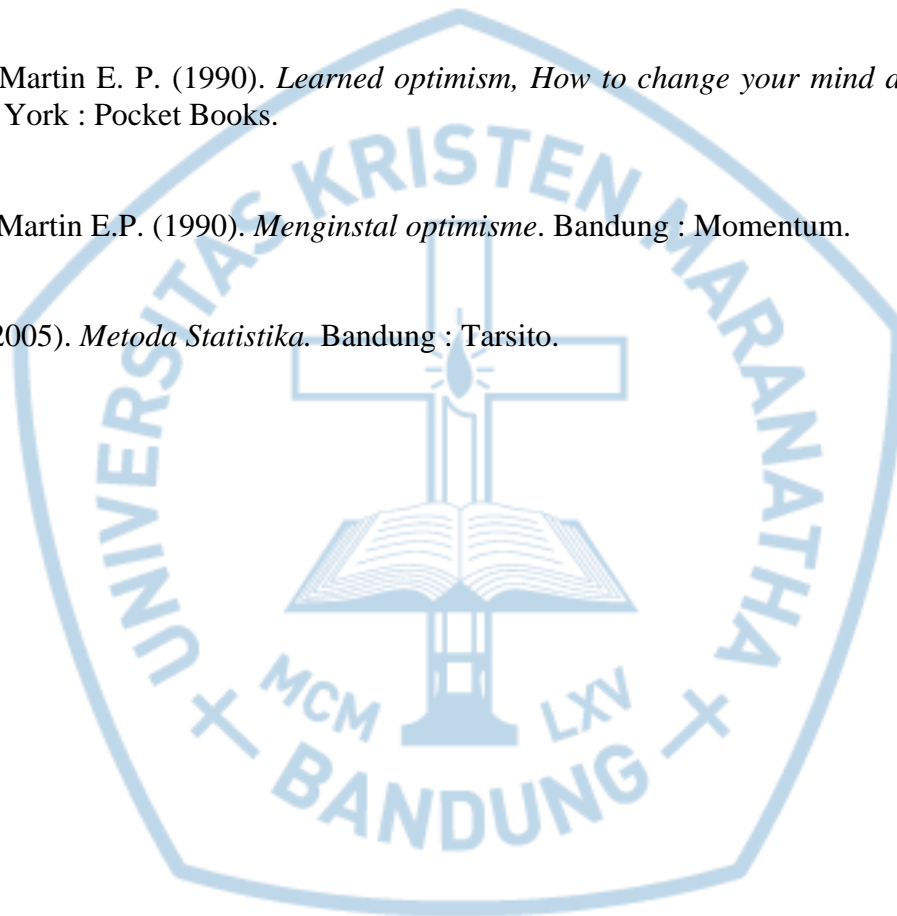 Martin E. P. (1990). Learned optimism, How to change your mind
York : Pocket Books.
Martin E.P. (1990). Menginstal optimisme. Bandung : Momentum.
2005). Metoda Statistika. Bandung : Tarsito.
UNIVERSITAS KRISTEN MARANATHA
MCM LXV
BANDUNG